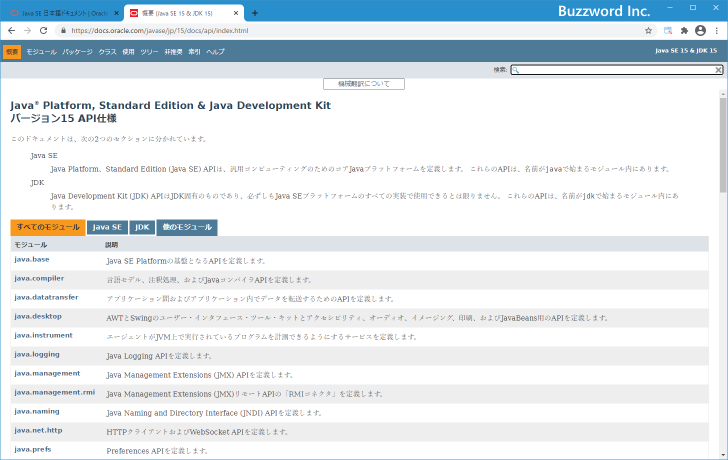 Java SE 日本語ドキュメント | Oracl
概要 (Java SE 15 & JDK 15)
Buzzword Inc.
https://docs.oracle.com/javase/jp/15/docs/api/index.html
概要 モジュール パッケージ クラス 使用 ツリー 非推奨 索引 ヘルプ
Java SE 15 & JDK 15
検索:
機械翻訳について
Java® Platform, Standard Edition & Java Development Kit
バージョン15 API仕様
このドキュメントは、次の2つのセクションに分かれています。
Java SE
Java Platform、Standard Edition (Java SE) APIは、汎用コンピューティングのためのコアJavaプラットフォームを定義します。 これらのAPIは、名前がjavaで始まるモジュール内にあります。
JDK
Java Development Kit (JDK) APIはJDK固有のものであり、必ずしもJava SEプラットフォームのすべての実装で使用できるとは限りません。 これらのAPIは、名前がjdkで始まるモジュール内にあ
ります。
すべてのモジュール Java SE JDK 他のモジュール
モジュール 説明
java.base Java SE Platformの基盤となるAPIを定義します。
java.compiler 言語モデル、注釈処理、およびJavaコンパイラAPIを定義します。
java.datatransfer アプリケーション間およびアプリケーション内でデータを転送するためのAPIを定義します。
java.desktop AWTとSwingのユーザー・インタフェース・ツール・キットとアクセシビリティ、オーディオ、イメージング, 印刷、およびJavaBeans用のAPIを定義します。
java.instrument エージェントがJVM上で実行されているプログラムを計測できるようにするサービスを定義します。
java.logging Java Logging APIを定義します。
java.management Java Management Extensions (JMX) APIを定義します。
java.management.rmi Java Management Extensions (JMX)リモートAPIの「RMIコネクタ」を定義します。
java.naming Java Naming and Directory Interface (JNDI) APIを定義します。
java.net.http HTTPクライアントおよびWebSocket APIを定義します。
java.prefs Preferences APIを定義します。